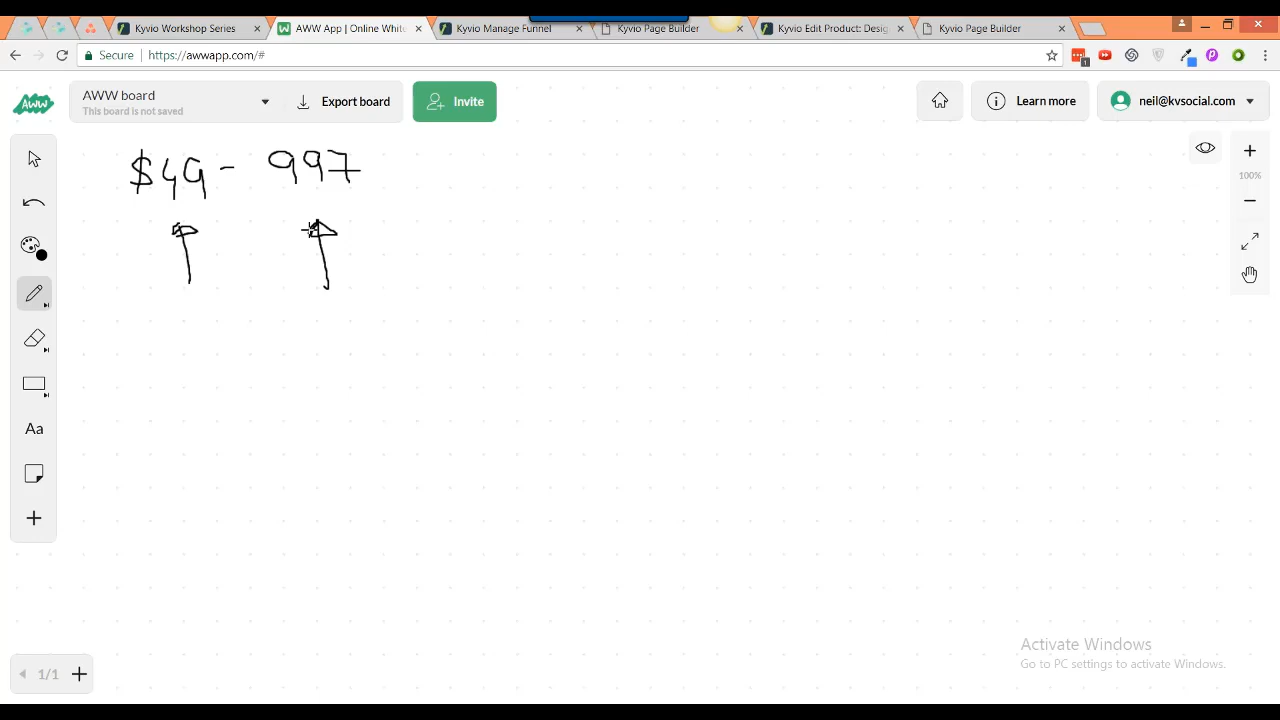 Kyvio Workshop Series
AWW App | Online White
Kyvio Manage Funnel
Kyvio Page Builder
Kyvio Edit Product: Desig
Kyvio Page Builder
Secure https://awwapp.com/#
AWW
AWW board
This board is not saved
Export board
Invite
Learn more
neil@kvsocial.com
$49 - 997
100%
Aa
1/1
Activate Windows
Go to PC settings to activate Windows.